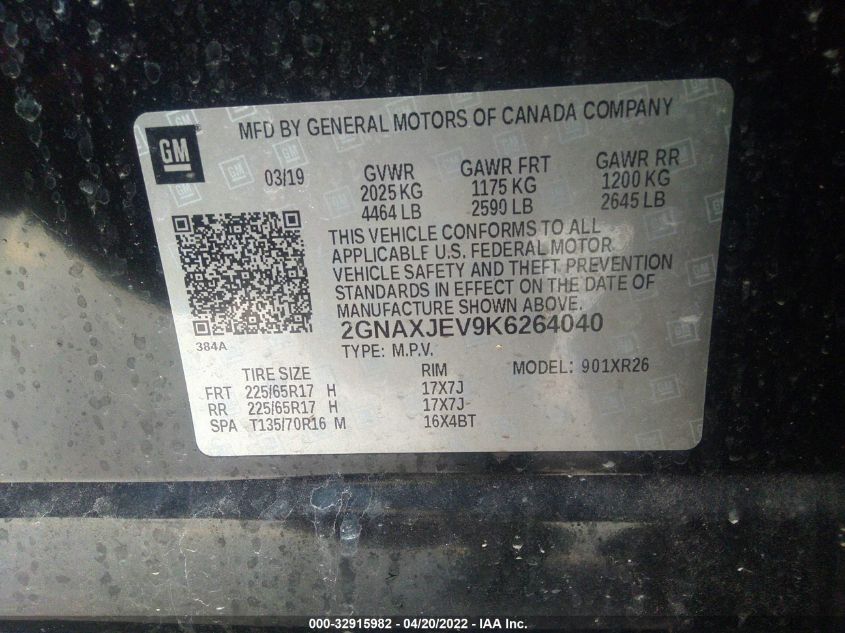 MFD BY GENERAL MOTORS OF CANADA COMPANY
GM
03/19 GVWR GAWR FRT GAWR RR
2025 KG 1175 KG 1200 KG
4464 LB 2590 LB 2645 LB
THIS VEHICLE CONFORMS TO ALL
APPLICABLE U.S. FEDERAL MOTOR
VEHICLE SAFETY AND THEFT PREVENTION
STANDARDS IN EFFECT ON THE DATE OF
MANUFACTURE SHOWN ABOVE.
2GNAXJEV9K6264040
384A
TYPE: M.P.V. MODEL: 901XR26
TIRE SIZE RIM
FRT 225/65R17 H 17X7J
RR 225/65R17 H 17X7J
SPA T135/70R16 M 16X4BT
000-32915982 - 04/20/2022 - IAA Inc.